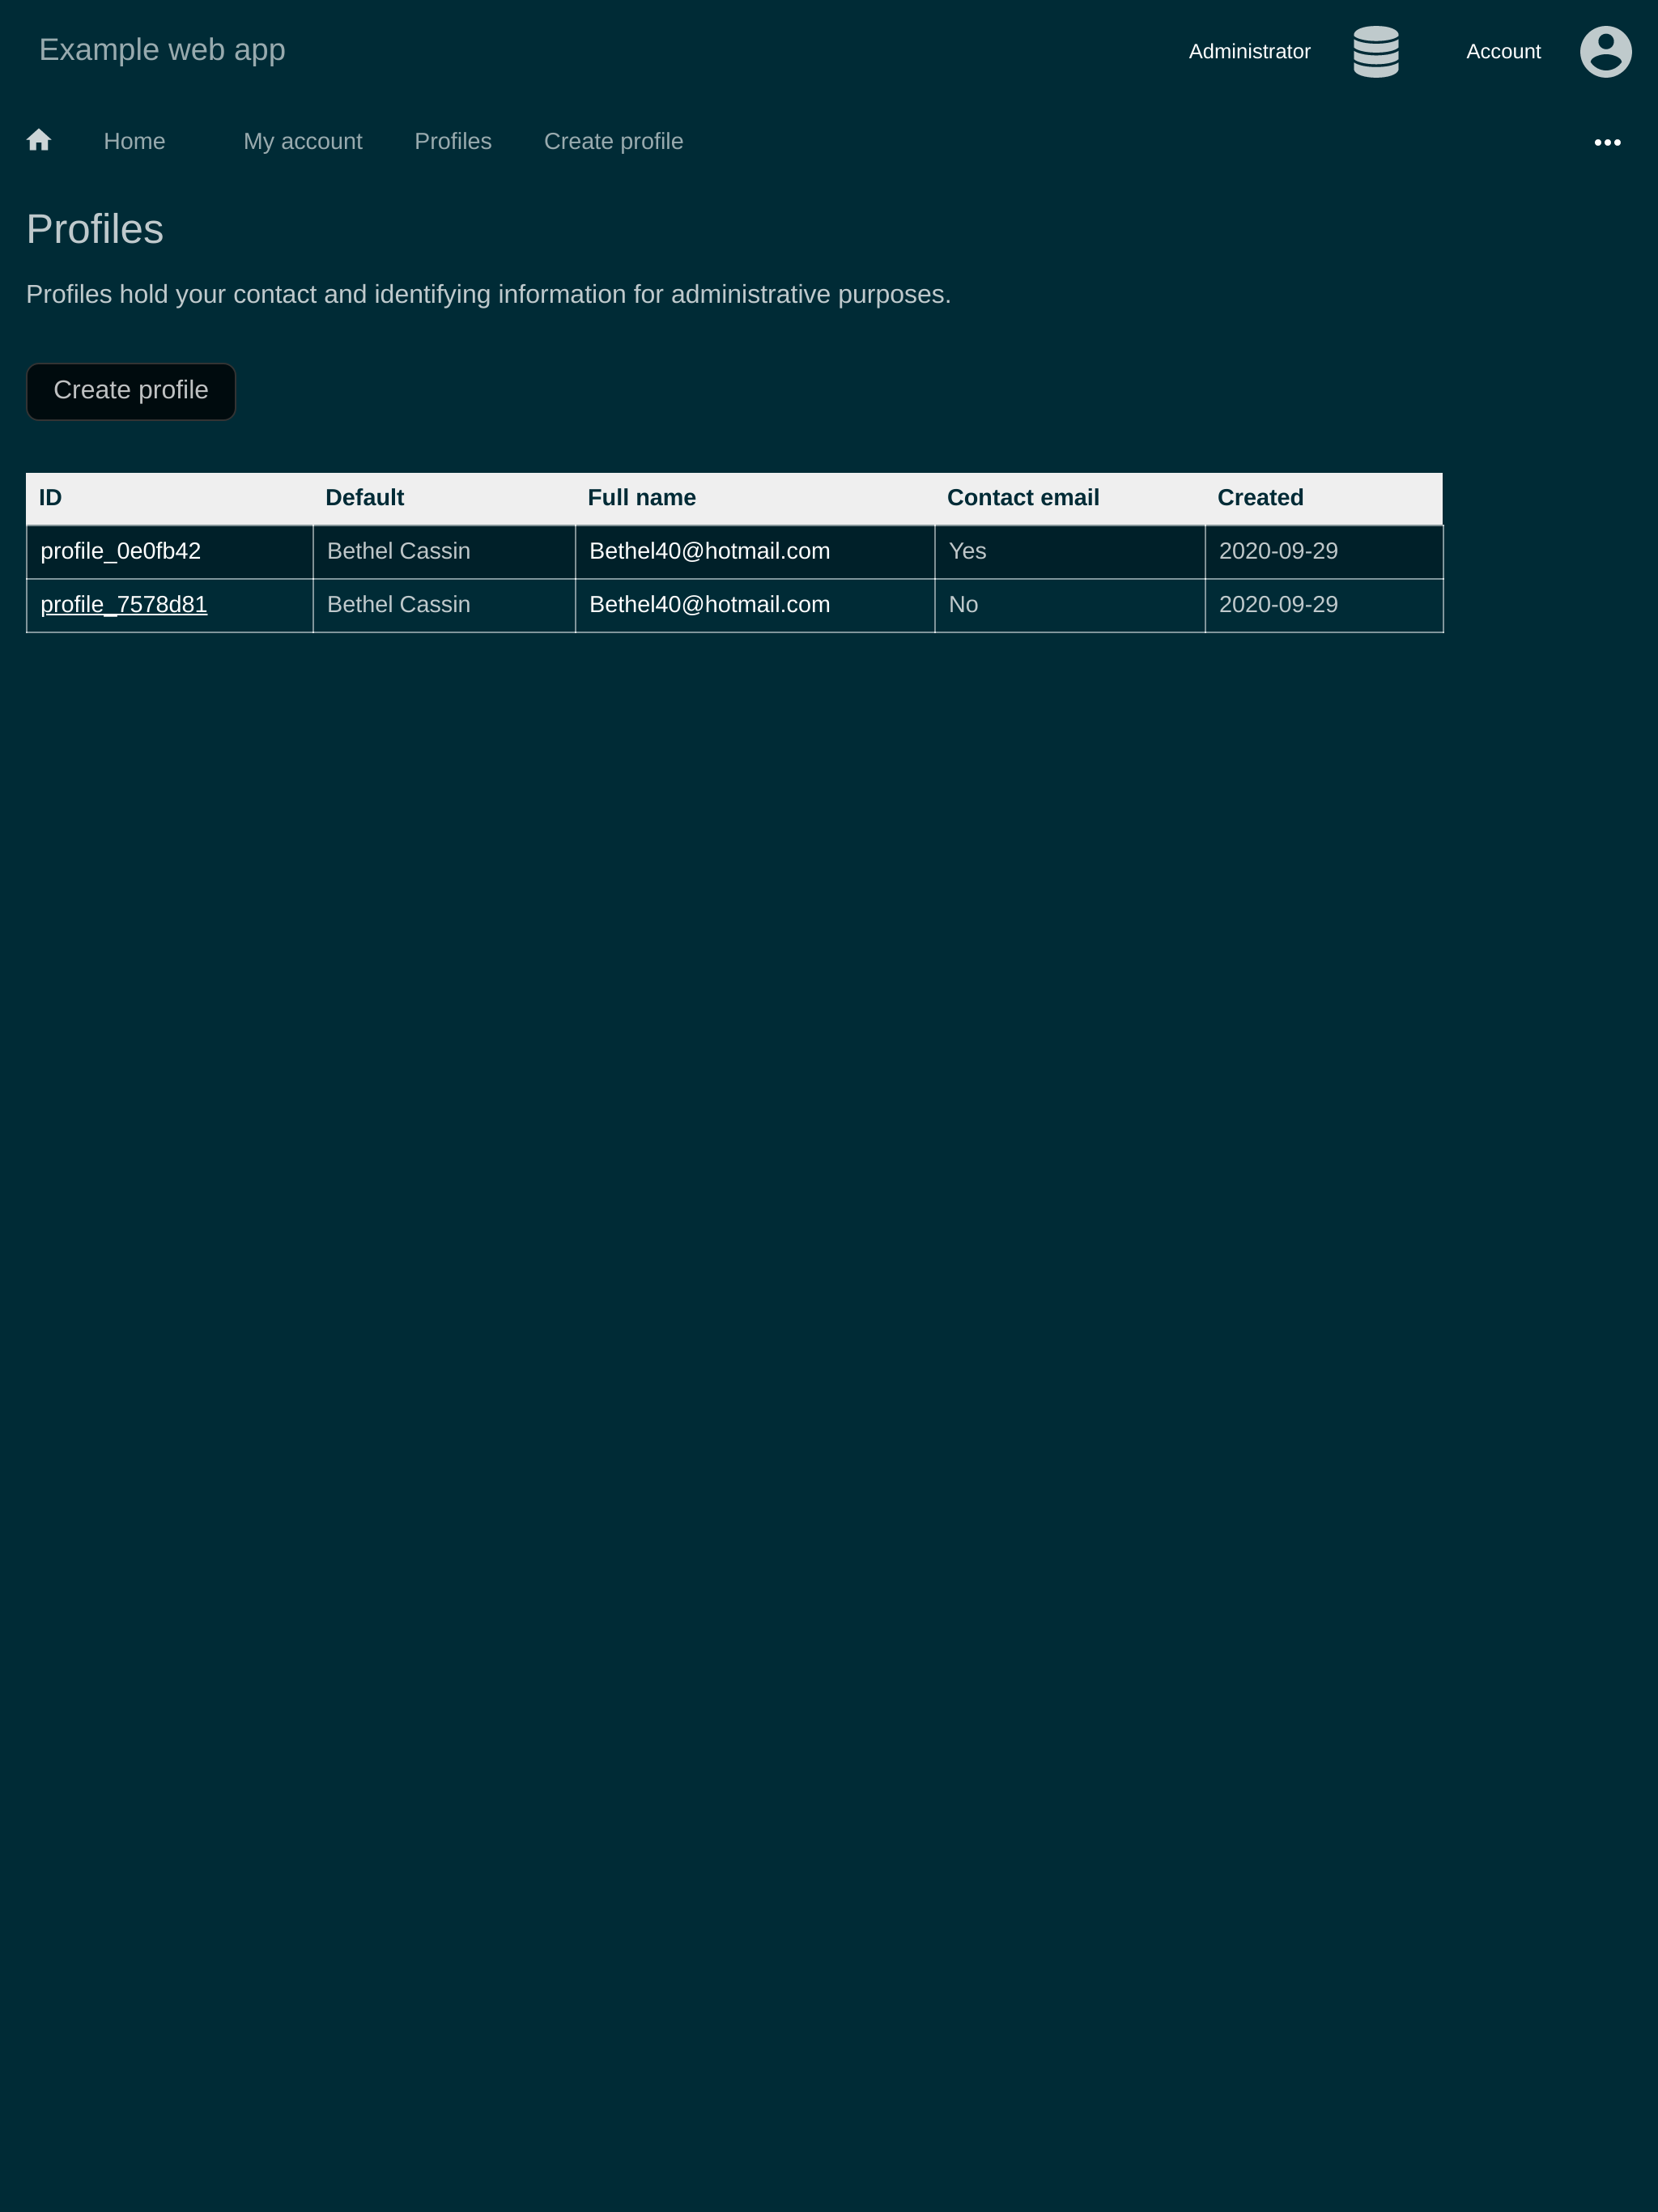 Example web app Administrator Account
Home My account Profiles Create profile
Profiles
Profiles hold your contact and identifying information for administrative purposes.
Create profile
ID Default Full name Contact email Created
profile_0e0fb42 Bethel Cassin Bethel40@hotmail.com Yes 2020-09-29
profile_7578d81 Bethel Cassin Bethel40@hotmail.com No 2020-09-29